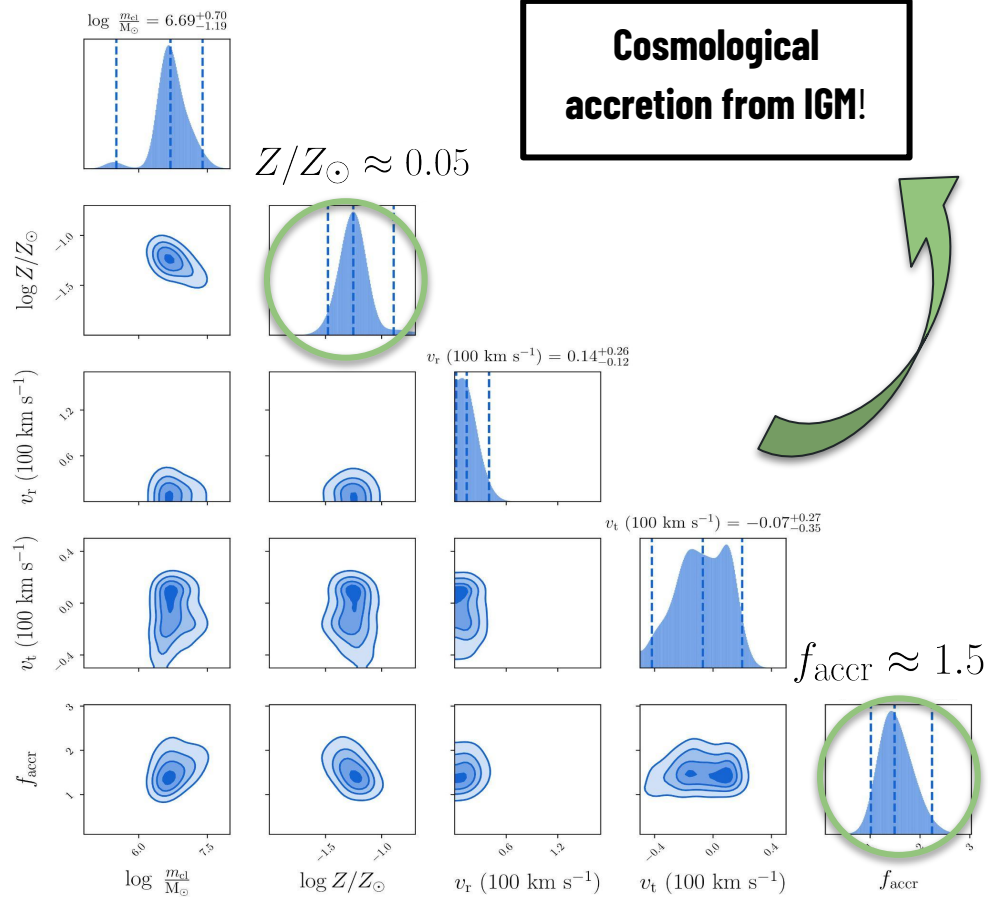 log m_cl/M_⊙ = 6.69^{+0.70}_{−1.19}
Cosmological
accretion from IGM!
Z/Z_⊙ ≈ 0.05
log Z/Z_⊙
−1.0
−1.5
v_r (100 km s^{−1}) = 0.14^{+0.26}_{−0.12}
v_r (100 km s^{−1})
1.2
0.6
v_t (100 km s^{−1}) = −0.07^{+0.27}_{−0.35}
v_t (100 km s^{−1})
0.4
0.0
−0.4
f_accr ≈ 1.5
f_accr
3
2
1
6.0 7.5 −1.5 −1.0 0.6 1.2 −0.4 0.0 0.4 1 2 3
log m_cl/M_⊙ log Z/Z_⊙ v_r (100 km s^{−1}) v_t (100 km s^{−1}) f_accr